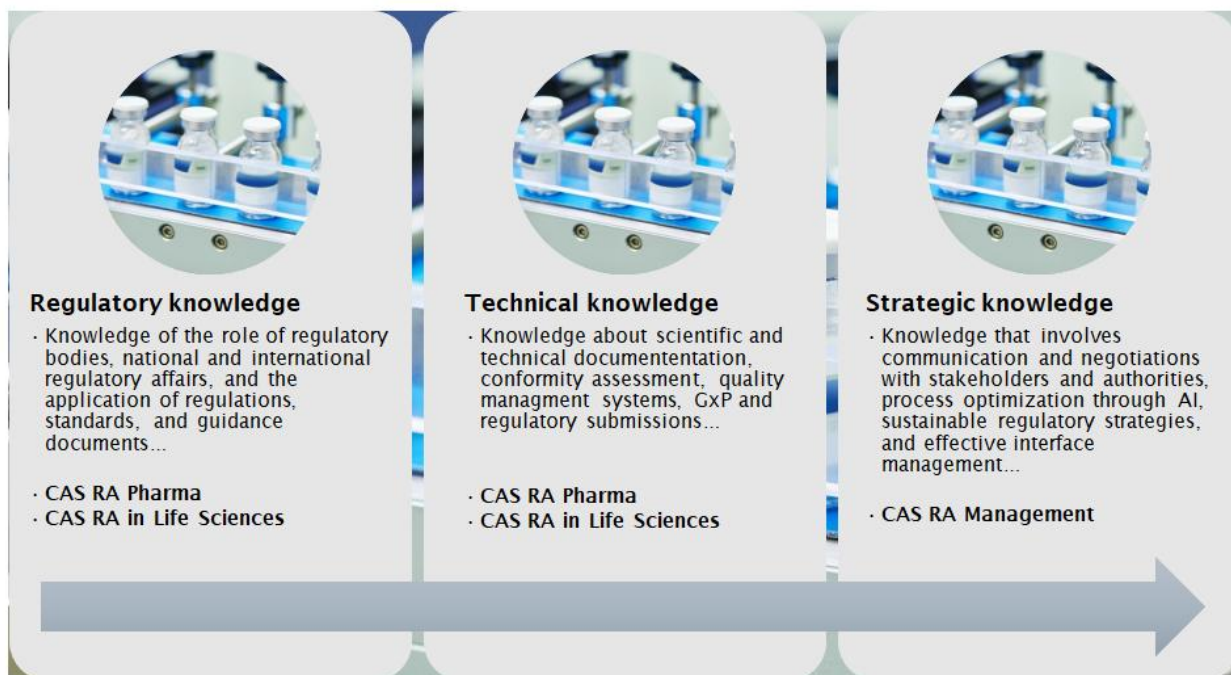 Regulatory knowledge
· Knowledge of the role of regulatory
bodies, national and international
regulatory affairs, and the
application of regulations,
standards, and guidance
documents...
· CAS RA Pharma
· CAS RA in Life Sciences
Technical knowledge
· Knowledge about scientific and
technical documententation,
conformity assessment, quality
managment systems, GxP and
regulatory submissions...
· CAS RA Pharma
· CAS RA in Life Sciences
Strategic knowledge
· Knowledge that involves
communication and negotiations
with stakeholders and authorities,
process optimization through AI,
sustainable regulatory strategies,
and effective interface
management...
· CAS RA Management